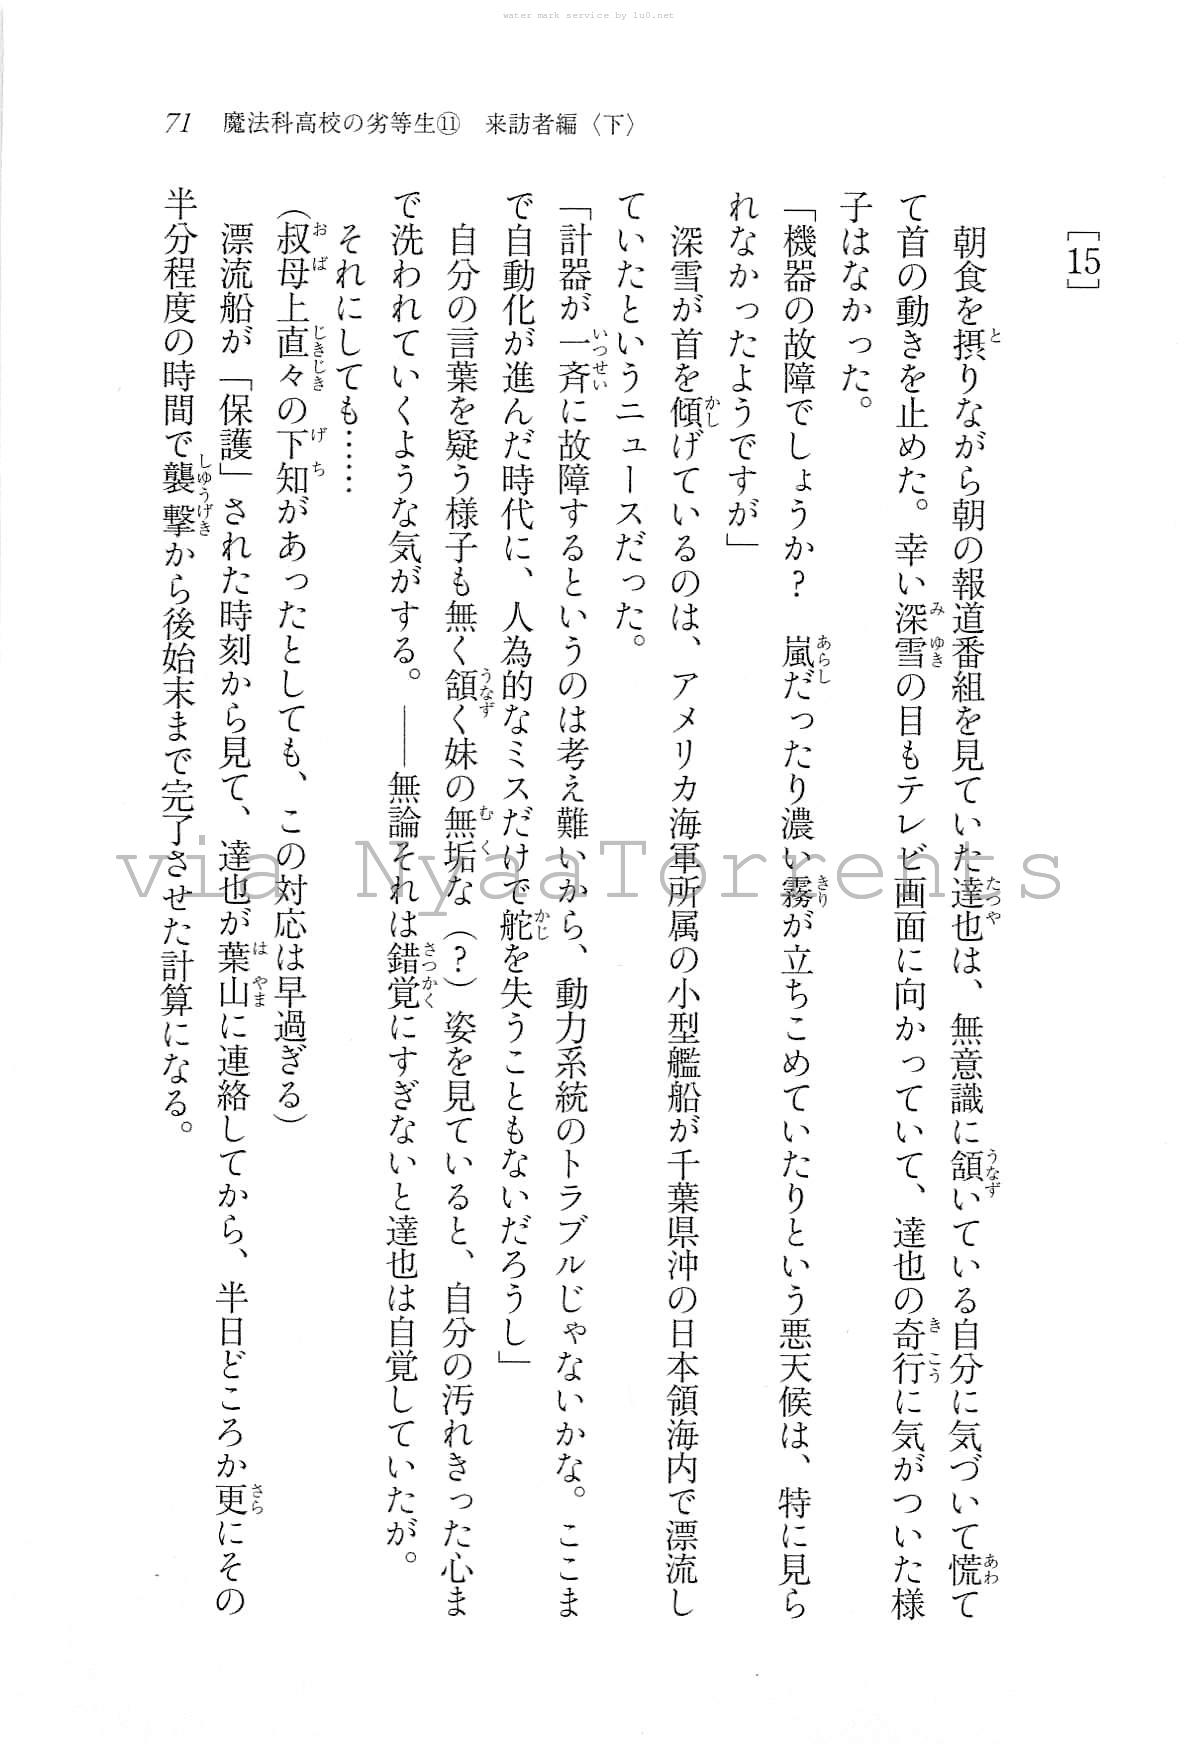 water mark service by lu0.net
71 魔法科高校の劣等生⑪ 来訪者編〈下〉
［15］
朝食を摂りながら朝の報道番組を見ていた達也は、無意識に頷いている自分に気づいて慌て
て首の動きを止めた。幸い深雪の目もテレビ画面に向かっていて、達也の奇行に気がついた様
子はなかった。
「機器の故障でしょうか？　嵐だったり濃い霧が立ちこめていたりという悪天候は、特に見ら
れなかったようですが」
深雪が首を傾げているのは、アメリカ海軍所属の小型艦船が千葉県沖の日本領海内で漂流し
ていたというニュースだった。
「計器が一斉に故障するというのは考え難いから、動力系統のトラブルじゃないかな。ここま
で自動化が進んだ時代に、人為的なミスだけで舵を失うこともないだろうし」
自分の言葉を疑う様子も無く頷く妹の無垢な（？）姿を見ていると、自分の汚れきった心ま
で洗われていくような気がする。――無論それは錯覚にすぎないと達也は自覚していたが。
それにしても……
（叔母上直々の下知があったとしても、この対応は早過ぎる）
漂流船が「保護」された時刻から見て、達也が葉山に連絡してから、半日どころか更にその
半分程度の時間で襲撃から後始末まで完了させた計算になる。
via NyaaTorrents